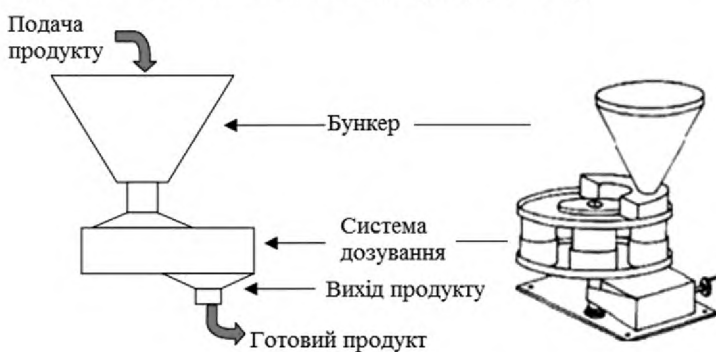 Подача
продукту
Бункер
Система
дозування
Вихід продукту
Готовий продукт